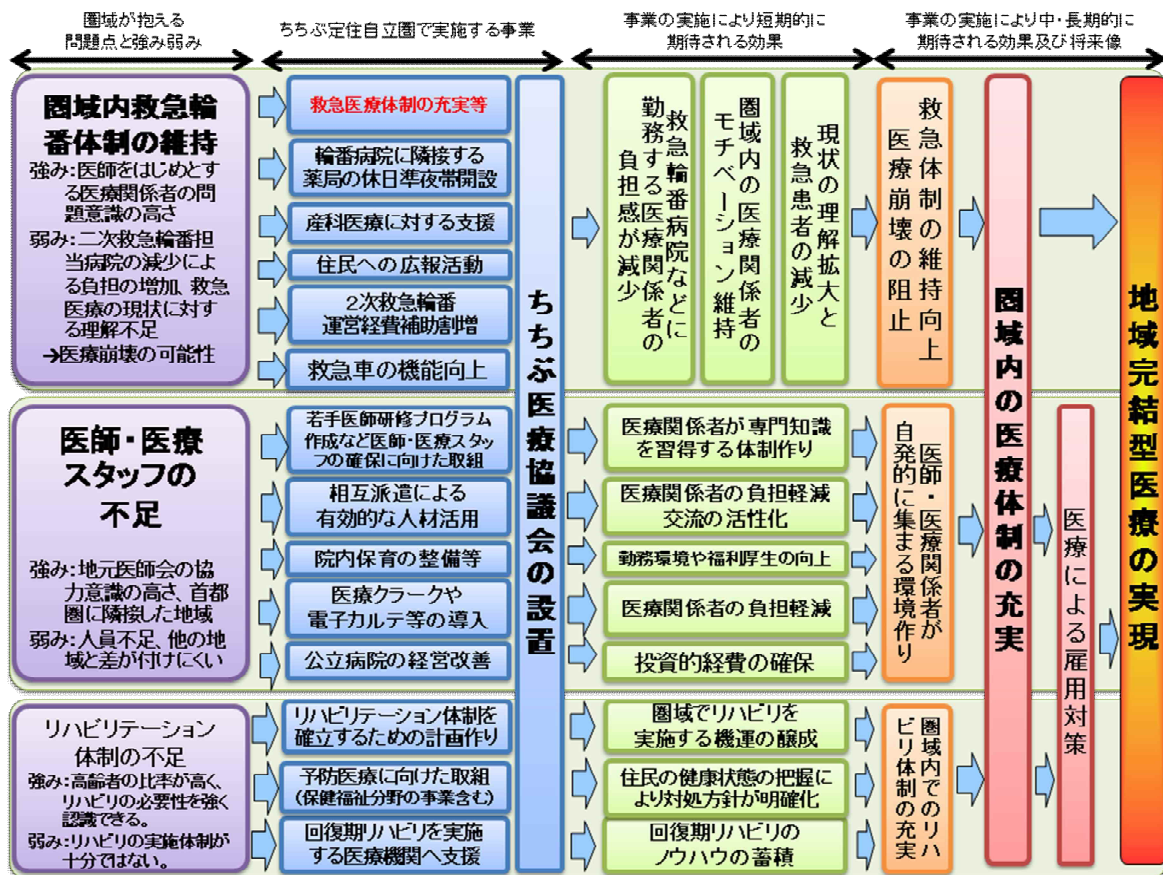 圏域が抱える
問題点と強み弱み
ちちぶ定住自立圏で実施する事業
事業の実施により短期的に
期待される効果
事業の実施により中・長期的に
期待される効果及び将来像
圏域内救急輪
番体制の維持
強み:医師をはじめとす
る医療関係者の問
題意識の高さ
弱み:二次救急輪番担
当病院の減少によ
る負担の増加、救急
医療の現状に対す
る理解不足
→医療崩壊の可能性
救急医療体制の充実等
輪番病院に隣接する
薬局の休日準夜帯開設
産科医療に対する支援
住民への広報活動
2次救急輪番
運営経費補助割増
救急車の機能向上
ちちぶ医療協議会の設置
救急輪番病院などに
勤務する医療関係者の
負担感が減少
圏域内の医療関係者の
モチベーション維持
現状の理解拡大と
救急患者の減少
救急体制の維持向上
医療崩壊の阻止
圏域内の医療体制の充実
地域完結型医療の実現
医師・医療
スタッフの
不足
強み:地元医師会の協
力意識の高さ、首都
圏に隣接した地域
弱み:人員不足、他の地
域と差が付けにくい
若手医師研修プログラム
作成など医師・医療スタッ
フの確保に向けた取組
相互派遣による
有効的な人材活用
院内保育の整備等
医療クラークや
電子カルテ等の導入
公立病院の経営改善
医療関係者が専門知識
を習得する体制作り
医療関係者の負担軽減
交流の活性化
勤務環境や福利厚生の向上
医療関係者の負担軽減
投資的経費の確保
医師・医療関係者が
自発的に集まる環境作り
医療による雇用対策
リハビリテーション
体制の不足
強み:高齢者の比率が高く、
リハビリの必要性を強く
認識できる。
弱み:リハビリの実施体制が
十分ではない。
リハビリテーション体制を
確立するための計画作り
予防医療に向けた取組
(保健福祉分野の事業含む)
回復期リハビリを実施
する医療機関へ支援
圏域でリハビリを
実施する機運の醸成
住民の健康状態の把握に
より対処方針が明確化
回復期リハビリの
ノウハウの蓄積
圏域内でのリハ
ビリ体制の充実